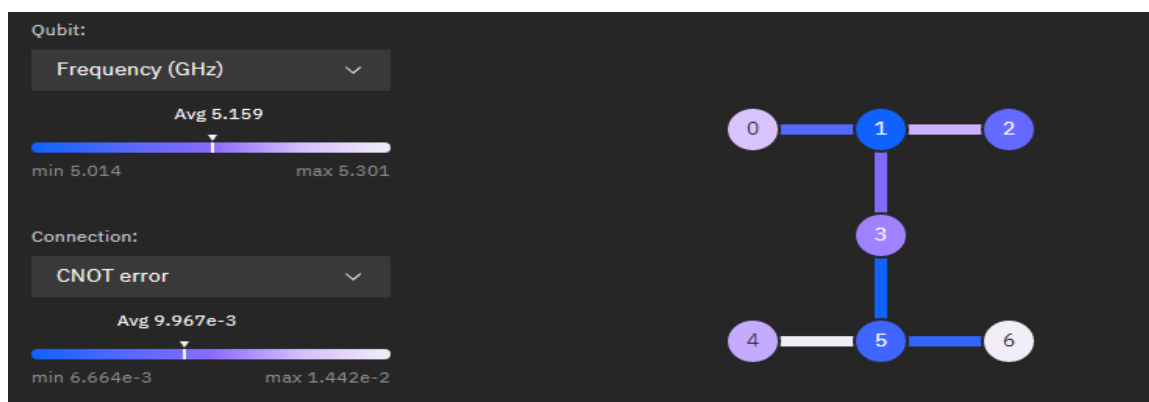 Qubit:
Frequency (GHz)
Avg 5.159
min 5.014 max 5.301
Connection:
CNOT error
Avg 9.967e-3
min 6.664e-3 max 1.442e-2
0 1 2
3
4 5 6